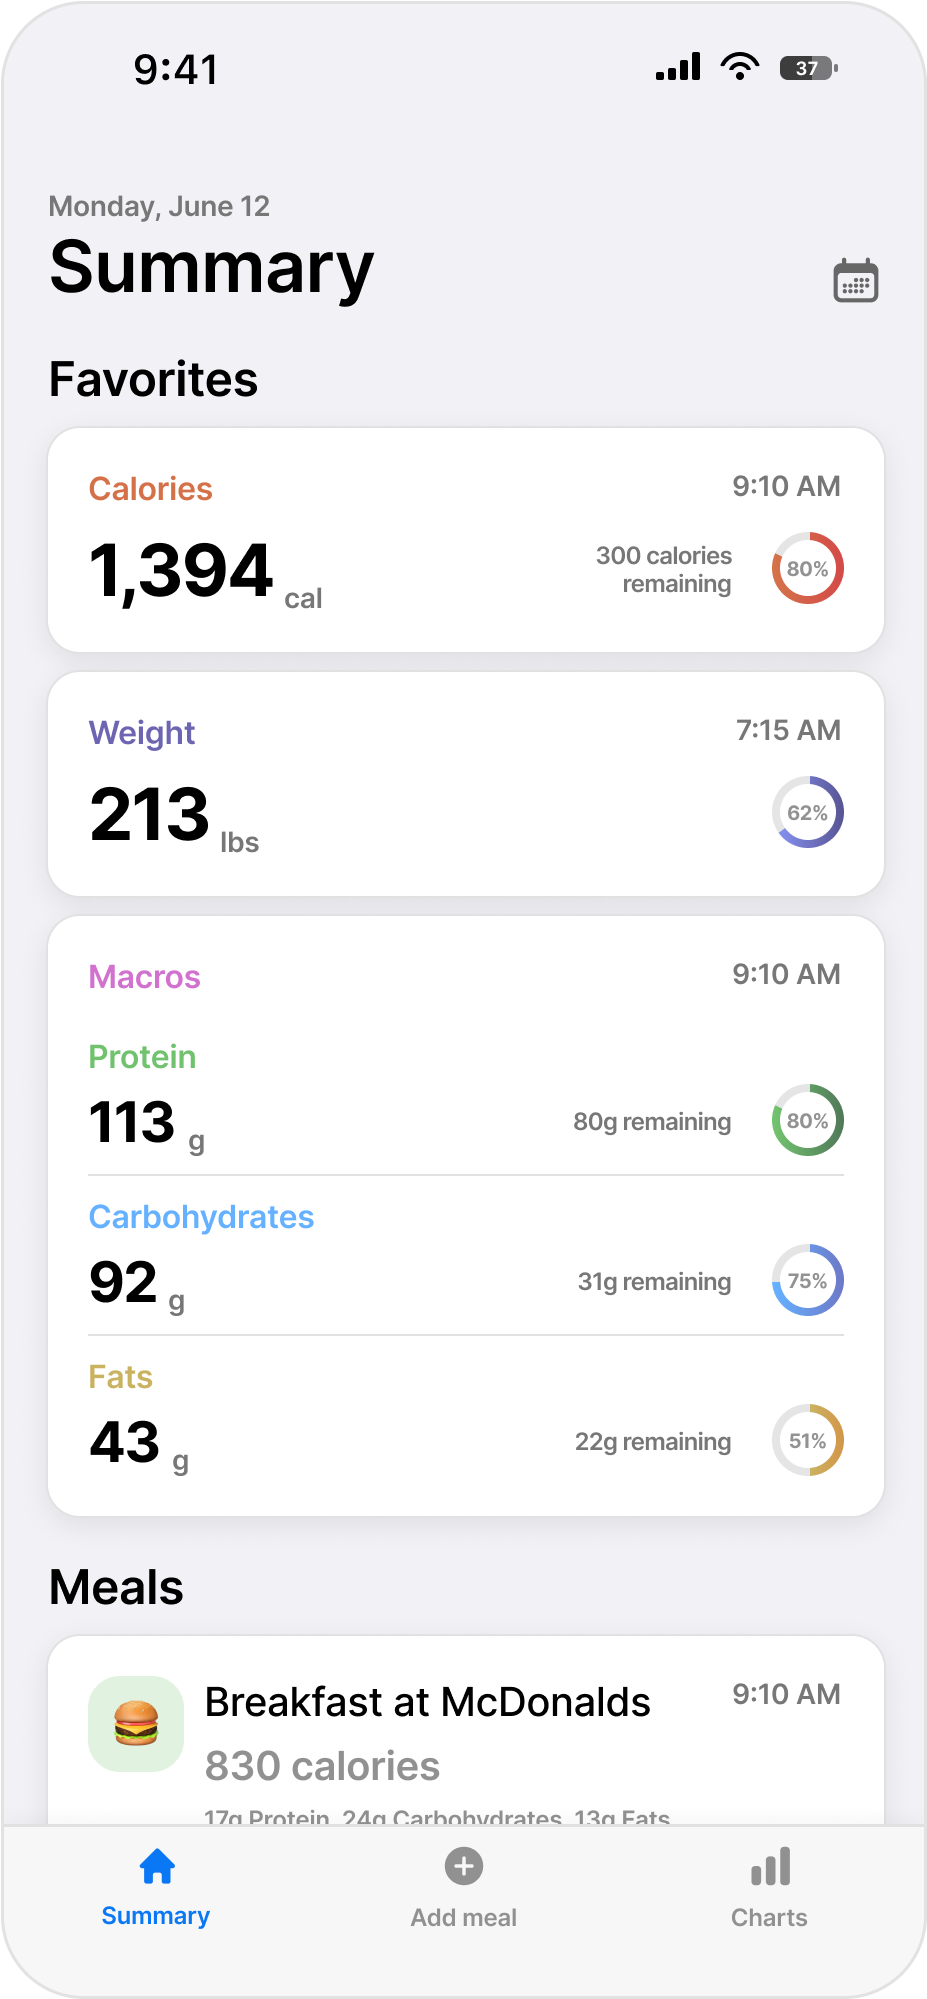 9:41
37
Monday, June 12
Summary
Favorites
Calories
9:10 AM
1,394 cal
300 calories
remaining
80%
Weight
7:15 AM
213 lbs
62%
Macros
9:10 AM
Protein
113 g
80g remaining
80%
Carbohydrates
92 g
31g remaining
75%
Fats
43 g
22g remaining
51%
Meals
Breakfast at McDonalds
9:10 AM
830 calories
17g Protein, 24g Carbohydrates, 13g Fats
Summary
Add meal
Charts